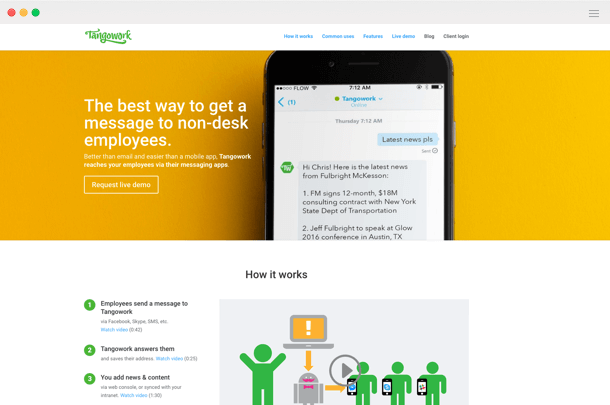 Tangowork
How it works Common uses Features Live demo Blog Client login
The best way to get a
message to non-desk
employees.
Better than email and easier than a mobile app, Tangowork
reaches your employees via their messaging apps.
Request live demo
FLOW 7:12 AM
(1) Tangowork
Online
Thursday 7:12 AM
Latest news pls
Sent
Hi Chris! Here is the latest news
from Fulbright McKesson:
1. FM signs 12-month, $18M
consulting contract with New York
State Dept of Transportation
2. Jeff Fulbright to speak at Glow
2016 conference in Austin, TX
How it works
1 Employees send a message to
Tangowork
via Facebook, Skype, SMS, etc.
Watch video (0:42)
2 Tangowork answers them
and saves their address. Watch video (0:25)
3 You add news & content
via web console, or synced with your
intranet. Watch video (1:30)